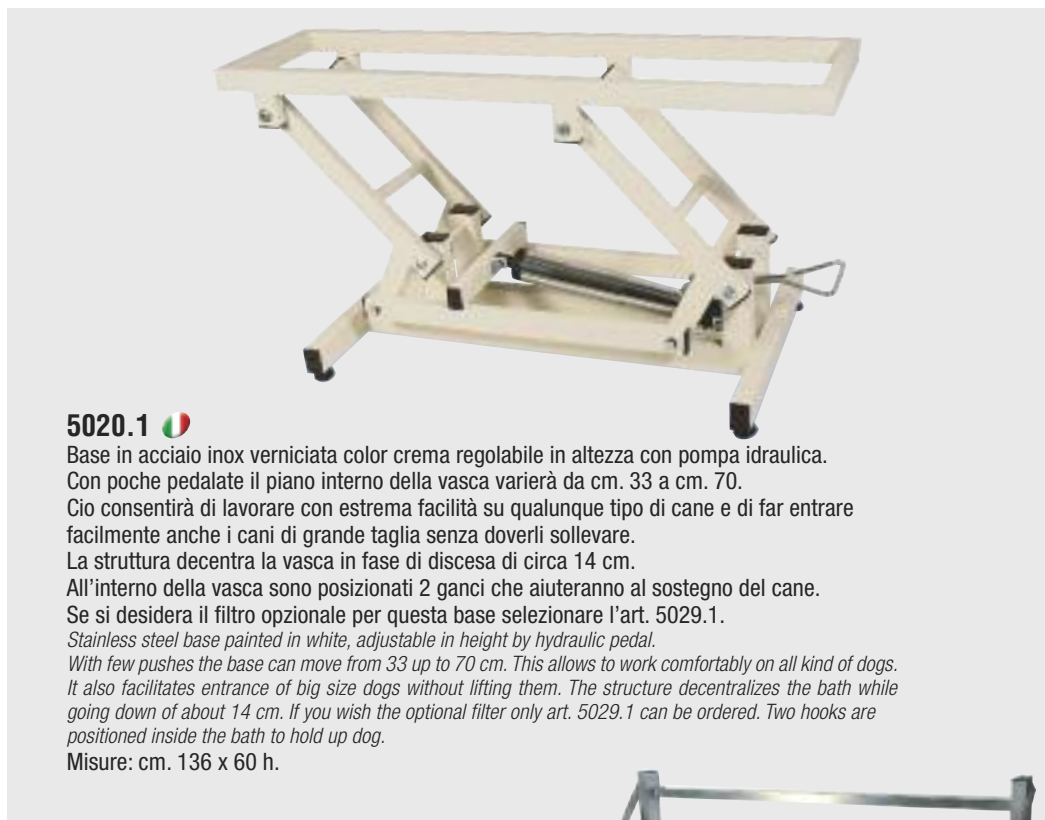 5020.1
Base in acciaio inox verniciata color crema regolabile in altezza con pompa idraulica.
Con poche pedalate il piano interno della vasca varierà da cm. 33 a cm. 70.
Cio consentirà di lavorare con estrema facilità su qualunque tipo di cane e di far entrare
facilmente anche i cani di grande taglia senza doverli sollevare.
La struttura decentra la vasca in fase di discesa di circa 14 cm.
All’interno della vasca sono posizionati 2 ganci che aiuteranno al sostegno del cane.
Se si desidera il filtro opzionale per questa base selezionare l’art. 5029.1.
Stainless steel base painted in white, adjustable in height by hydraulic pedal.
With few pushes the base can move from 33 up to 70 cm. This allows to work comfortably on all kind of dogs.
It also facilitates entrance of big size dogs without lifting them. The structure decentralizes the bath while
going down of about 14 cm. If you wish the optional filter only art. 5029.1 can be ordered. Two hooks are
positioned inside the bath to hold up dog.
Misure: cm. 136 x 60 h.